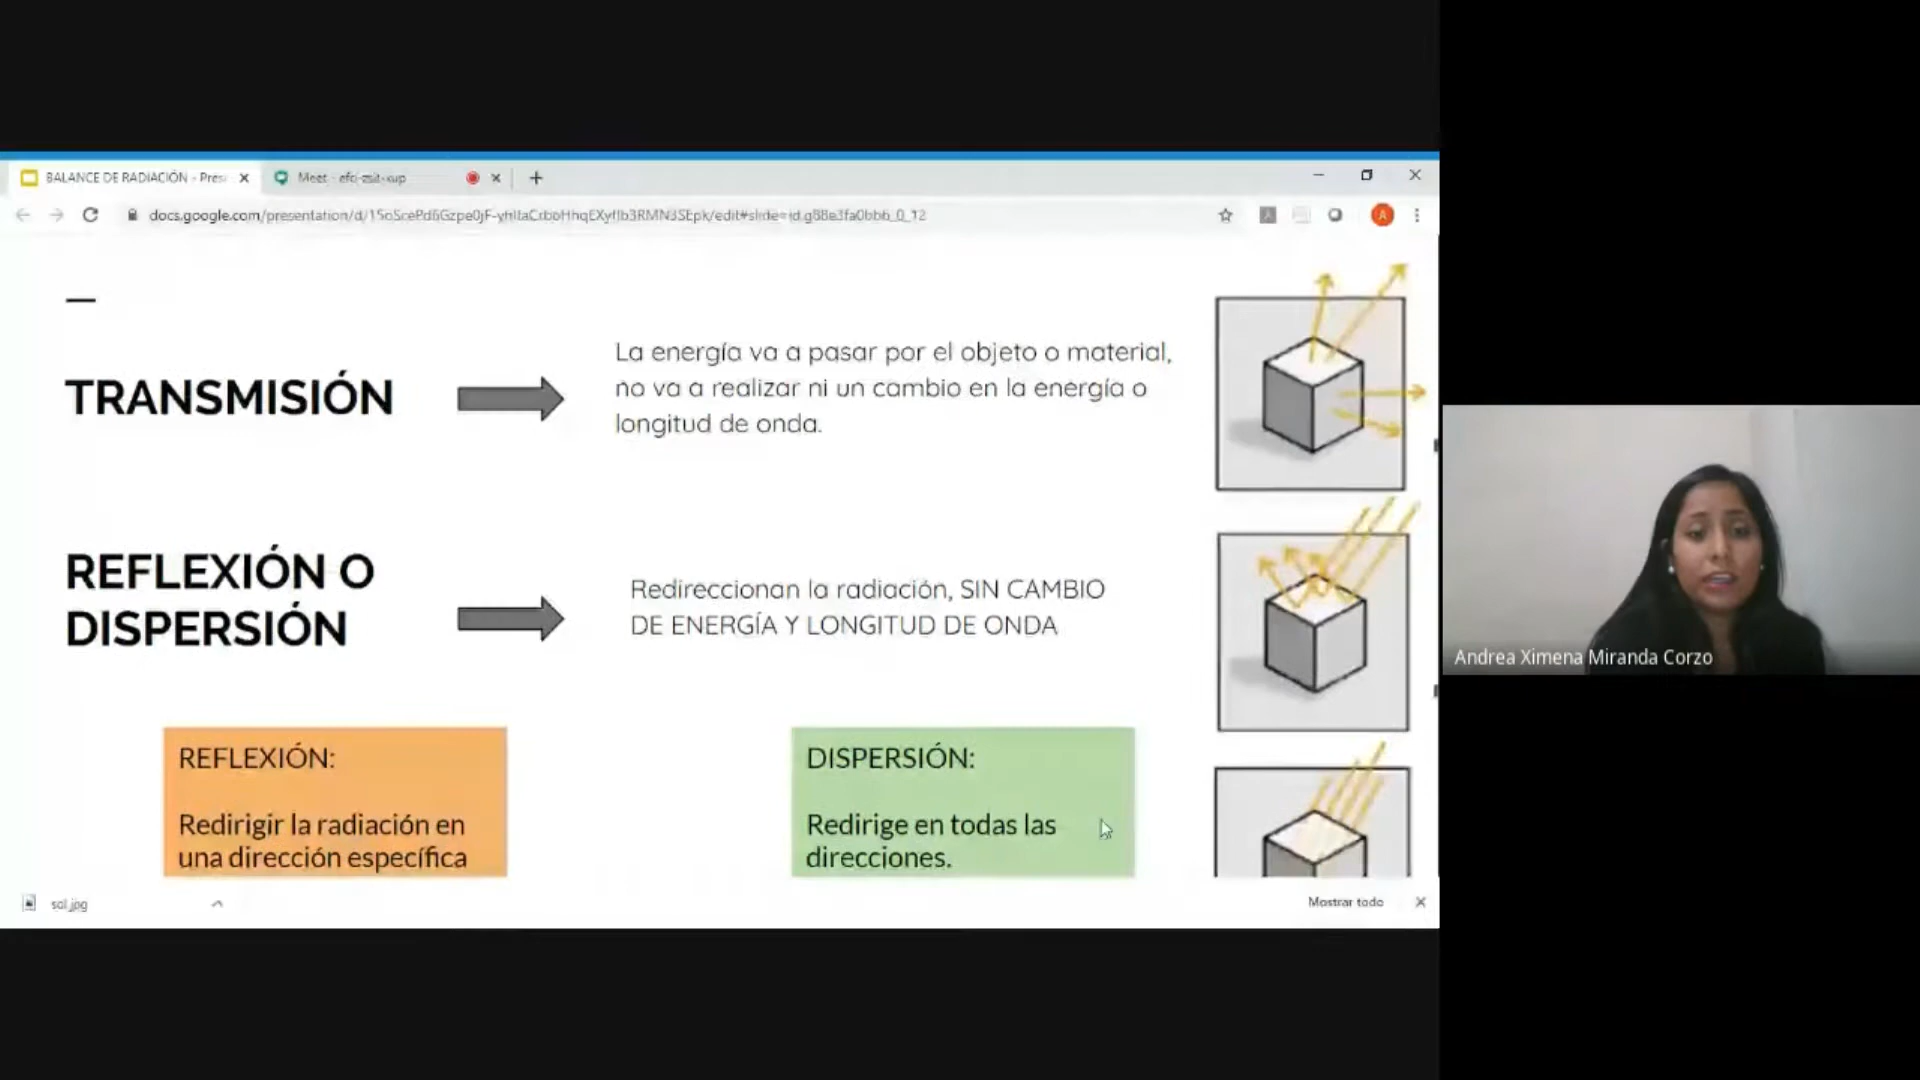 BALANCE DE RADIACIÓN - Pres
Meet
docs.google.com/presentation/d/
A
TRANSMISIÓN
La energía va a pasar por el objeto o material,
no va a realizar ni un cambio en la energía o
longitud de onda.
REFLEXIÓN O
DISPERSIÓN
Redireccionan la radiación, SIN CAMBIO
DE ENERGÍA Y LONGITUD DE ONDA
REFLEXIÓN:
Redirigir la radiación en
una dirección específica
DISPERSIÓN:
Redirige en todas las
direcciones.
sol.jpg
Mostrar todo
Andrea Ximena Miranda Corzo